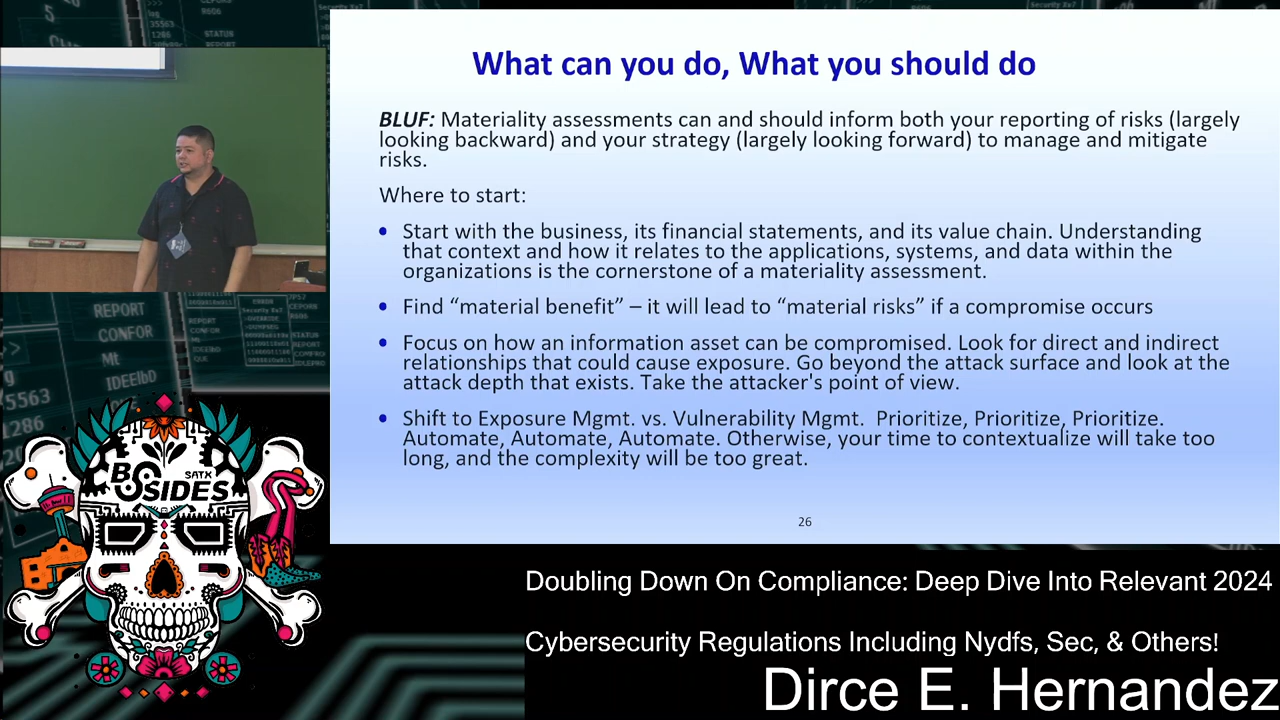 What can you do, What you should do
BLUF: Materiality assessments can and should inform both your reporting of risks (largely
looking backward) and your strategy (largely looking forward) to manage and mitigate
risks.
Where to start:
• Start with the business, its financial statements, and its value chain. Understanding
that context and how it relates to the applications, systems, and data within the
organizations is the cornerstone of a materiality assessment.
• Find “material benefit” – it will lead to “material risks” if a compromise occurs
• Focus on how an information asset can be compromised. Look for direct and indirect
relationships that could cause exposure. Go beyond the attack surface and look at the
attack depth that exists. Take the attacker's point of view.
• Shift to Exposure Mgmt. vs. Vulnerability Mgmt. Prioritize, Prioritize, Prioritize.
Automate, Automate, Automate. Otherwise, your time to contextualize will take too
long, and the complexity will be too great.
26
REPORT
CONFOR
Mt
IDEEIbD
5563
1286
BSIDES
SATX
Doubling Down On Compliance: Deep Dive Into Relevant 2024
Cybersecurity Regulations Including Nydfs, Sec, & Others!
Dirce E. Hernandez